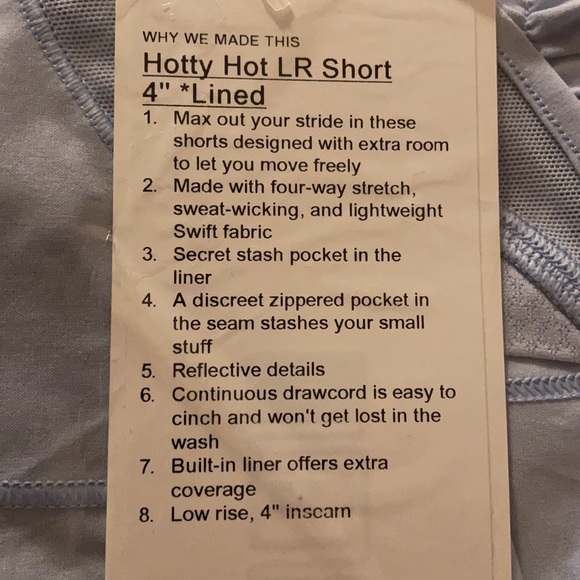 WHY WE MADE THIS
Hotty Hot LR Short
4" *Lined
1. Max out your stride in these
shorts designed with extra room
to let you move freely
2. Made with four-way stretch,
sweat-wicking, and lightweight
Swift fabric
3. Secret stash pocket in the
liner
4. A discreet zippered pocket in
the seam stashes your small
stuff
5. Reflective details
6. Continuous drawcord is easy to
cinch and won't get lost in the
wash
7. Built-in liner offers extra
coverage
8. Low rise, 4" inseam